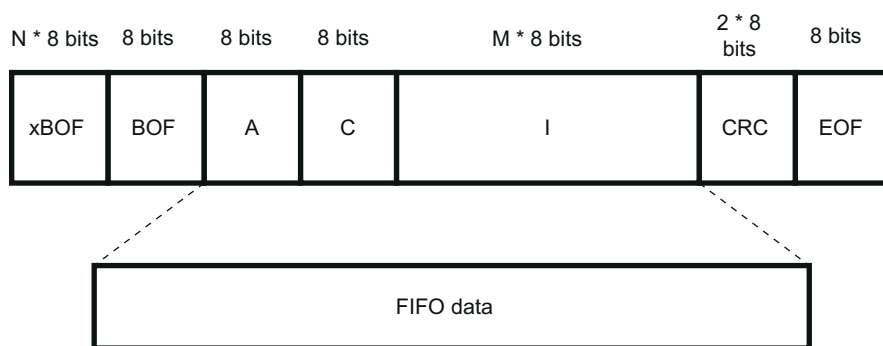 N * 8 bits 8 bits 8 bits 8 bits M * 8 bits 2 * 8 bits 8 bits
xBOF BOF A C I CRC EOF
FIFO data